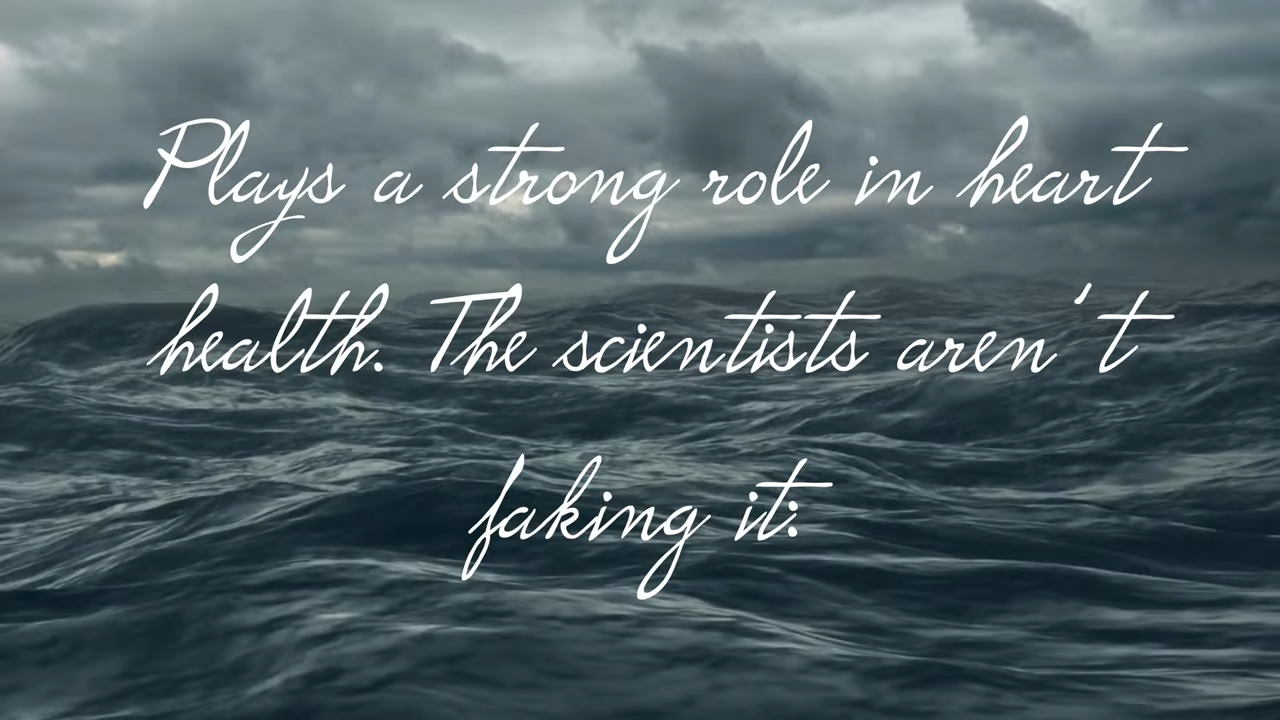 Plays a strong role in heart
health. The scientists aren't
faking it: